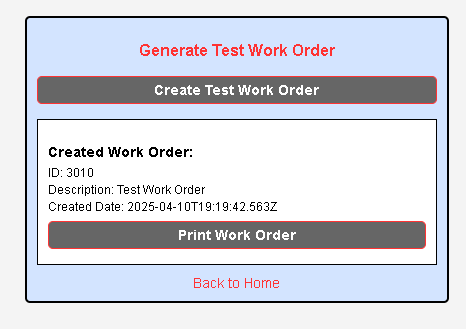 Generate Test Work Order
Create Test Work Order
Created Work Order:
ID: 3010
Description: Test Work Order
Created Date: 2025-04-10T19:19:42.563Z
Print Work Order
Back to Home